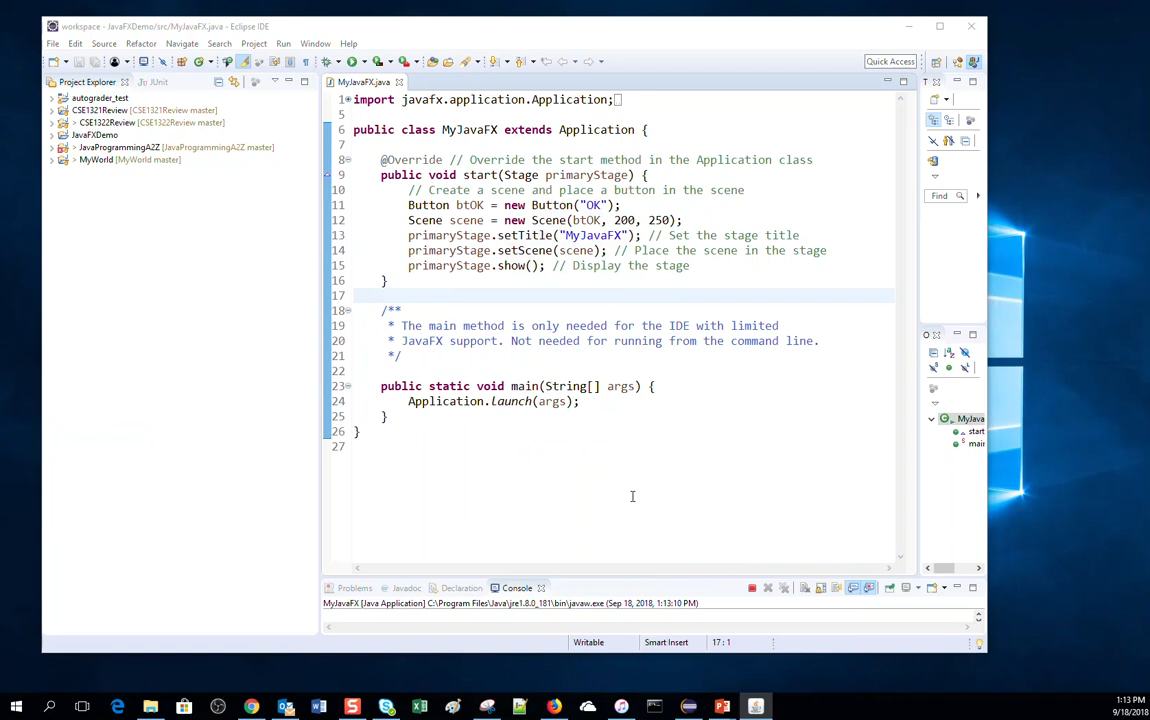 workspace - JavaFXDemo/src/MyJavaFX.java - Eclipse IDE
File Edit Source Refactor Navigate Search Project Run Window Help
Quick Access
Project Explorer JUnit
MyJavaFX.java
autograder_test
CSE1321Review [CSE1321Review master]
> CSE1322Review [CSE1322Review master]
JavaFXDemo
> JavaProgrammingA2Z [JavaProgrammingA2Z master]
> MyWorld [MyWorld master]
1 import javafx.application.Application;
5
6 public class MyJavaFX extends Application {
7
8 @Override // Override the start method in the Application class
9 public void start(Stage primaryStage) {
10 // Create a scene and place a button in the scene
11 Button btOK = new Button("OK");
12 Scene scene = new Scene(btOK, 200, 250);
13 primaryStage.setTitle("MyJavaFX"); // Set the stage title
14 primaryStage.setScene(scene); // Place the scene in the stage
15 primaryStage.show(); // Display the stage
16 }
17
18 /**
19 * The main method is only needed for the IDE with limited
20 * JavaFX support. Not needed for running from the command line.
21 */
22
23 public static void main(String[] args) {
24 Application.launch(args);
25 }
26 }
27
T
Find
O
MyJava
start
main
Problems Javadoc Declaration Console
MyJavaFX [Java Application] C:\Program Files\Java\jre1.8.0_181\bin\javaw.exe (Sep 18, 2018, 1:13:10 PM)
Writable Smart Insert 17 : 1
1:13 PM
9/18/2018